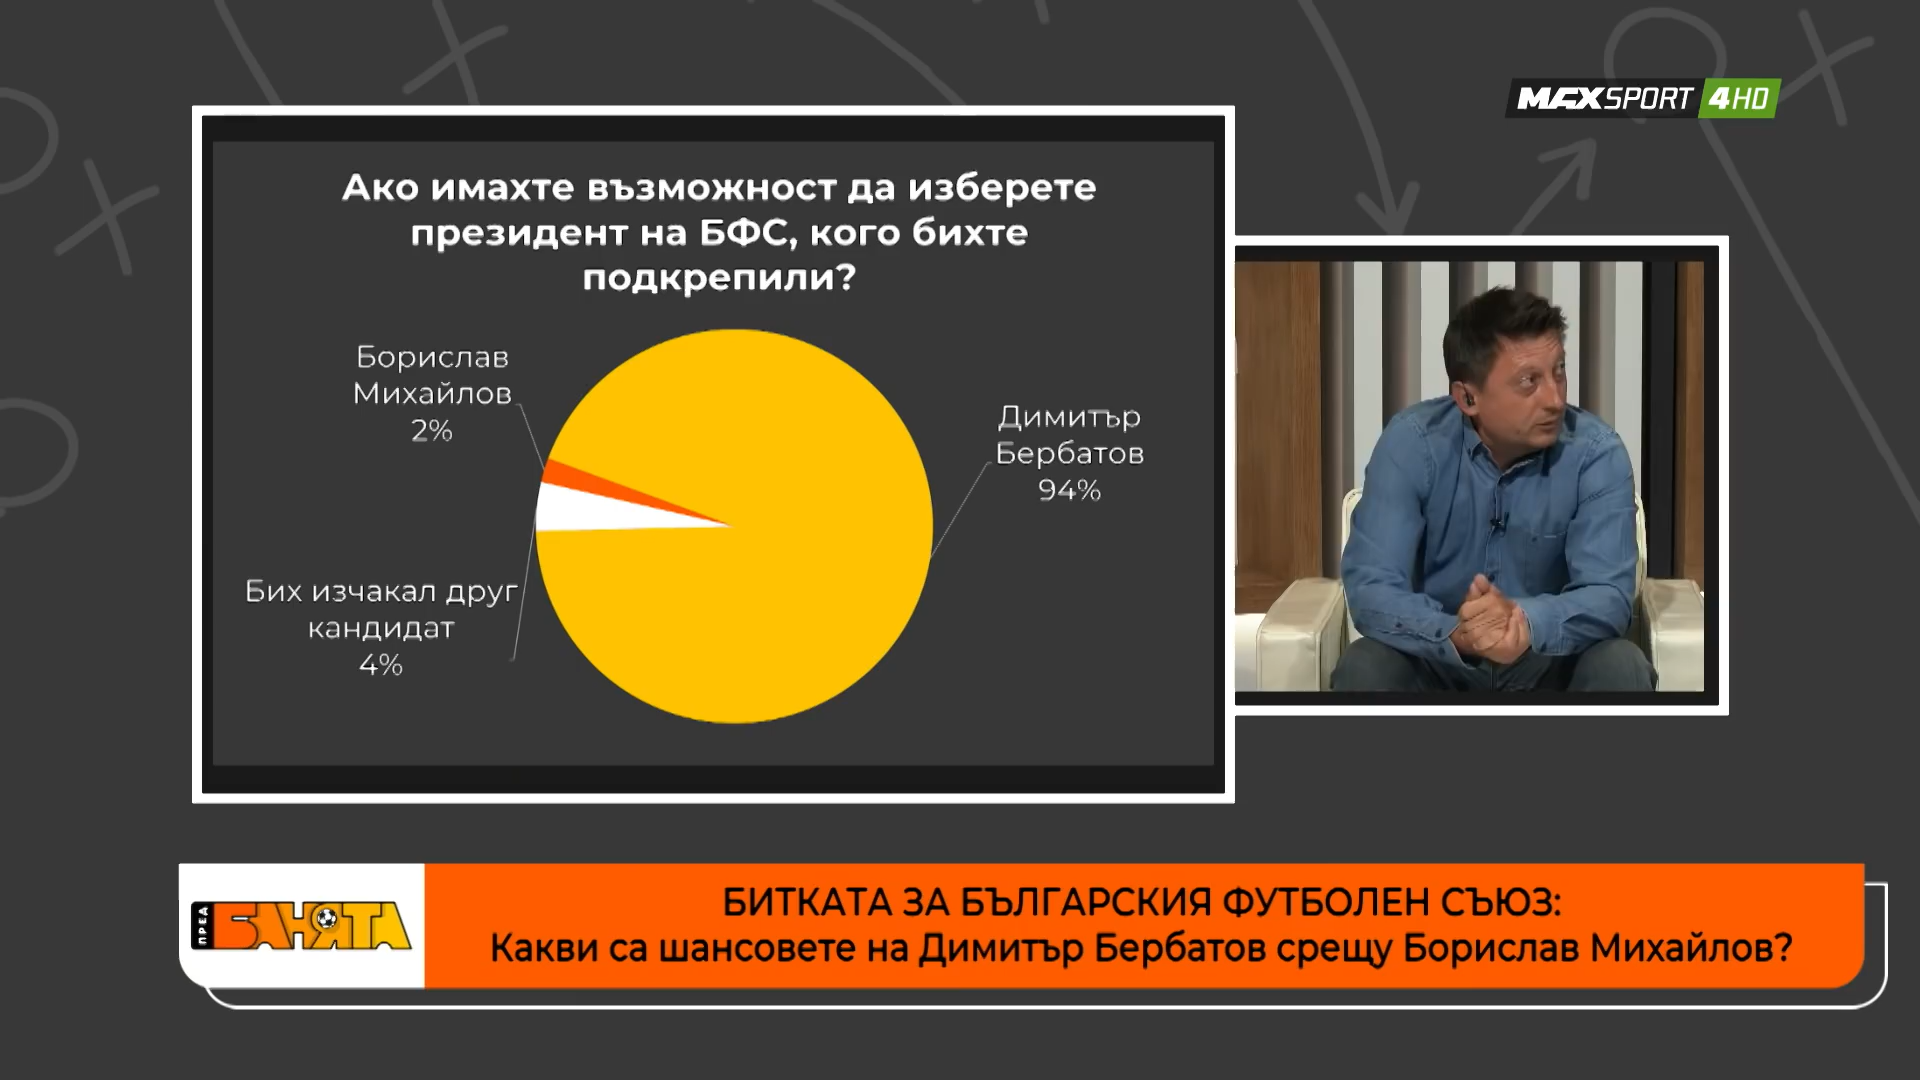 MAXSPORT 4HD
Ако имахте възможност да изберете
президент на БФС, кого бихте
подкрепили?
Борислав
Михайлов
2%
Димитър
Бербатов
94%
Бих изчакал друг
кандидат
4%
ПРЕД
БАНЯТА
БИТКАТА ЗА БЪЛГАРСКИЯ ФУТБОЛЕН СЪЮЗ:
Какви са шансовете на Димитър Бербатов срещу Борислав Михайлов?